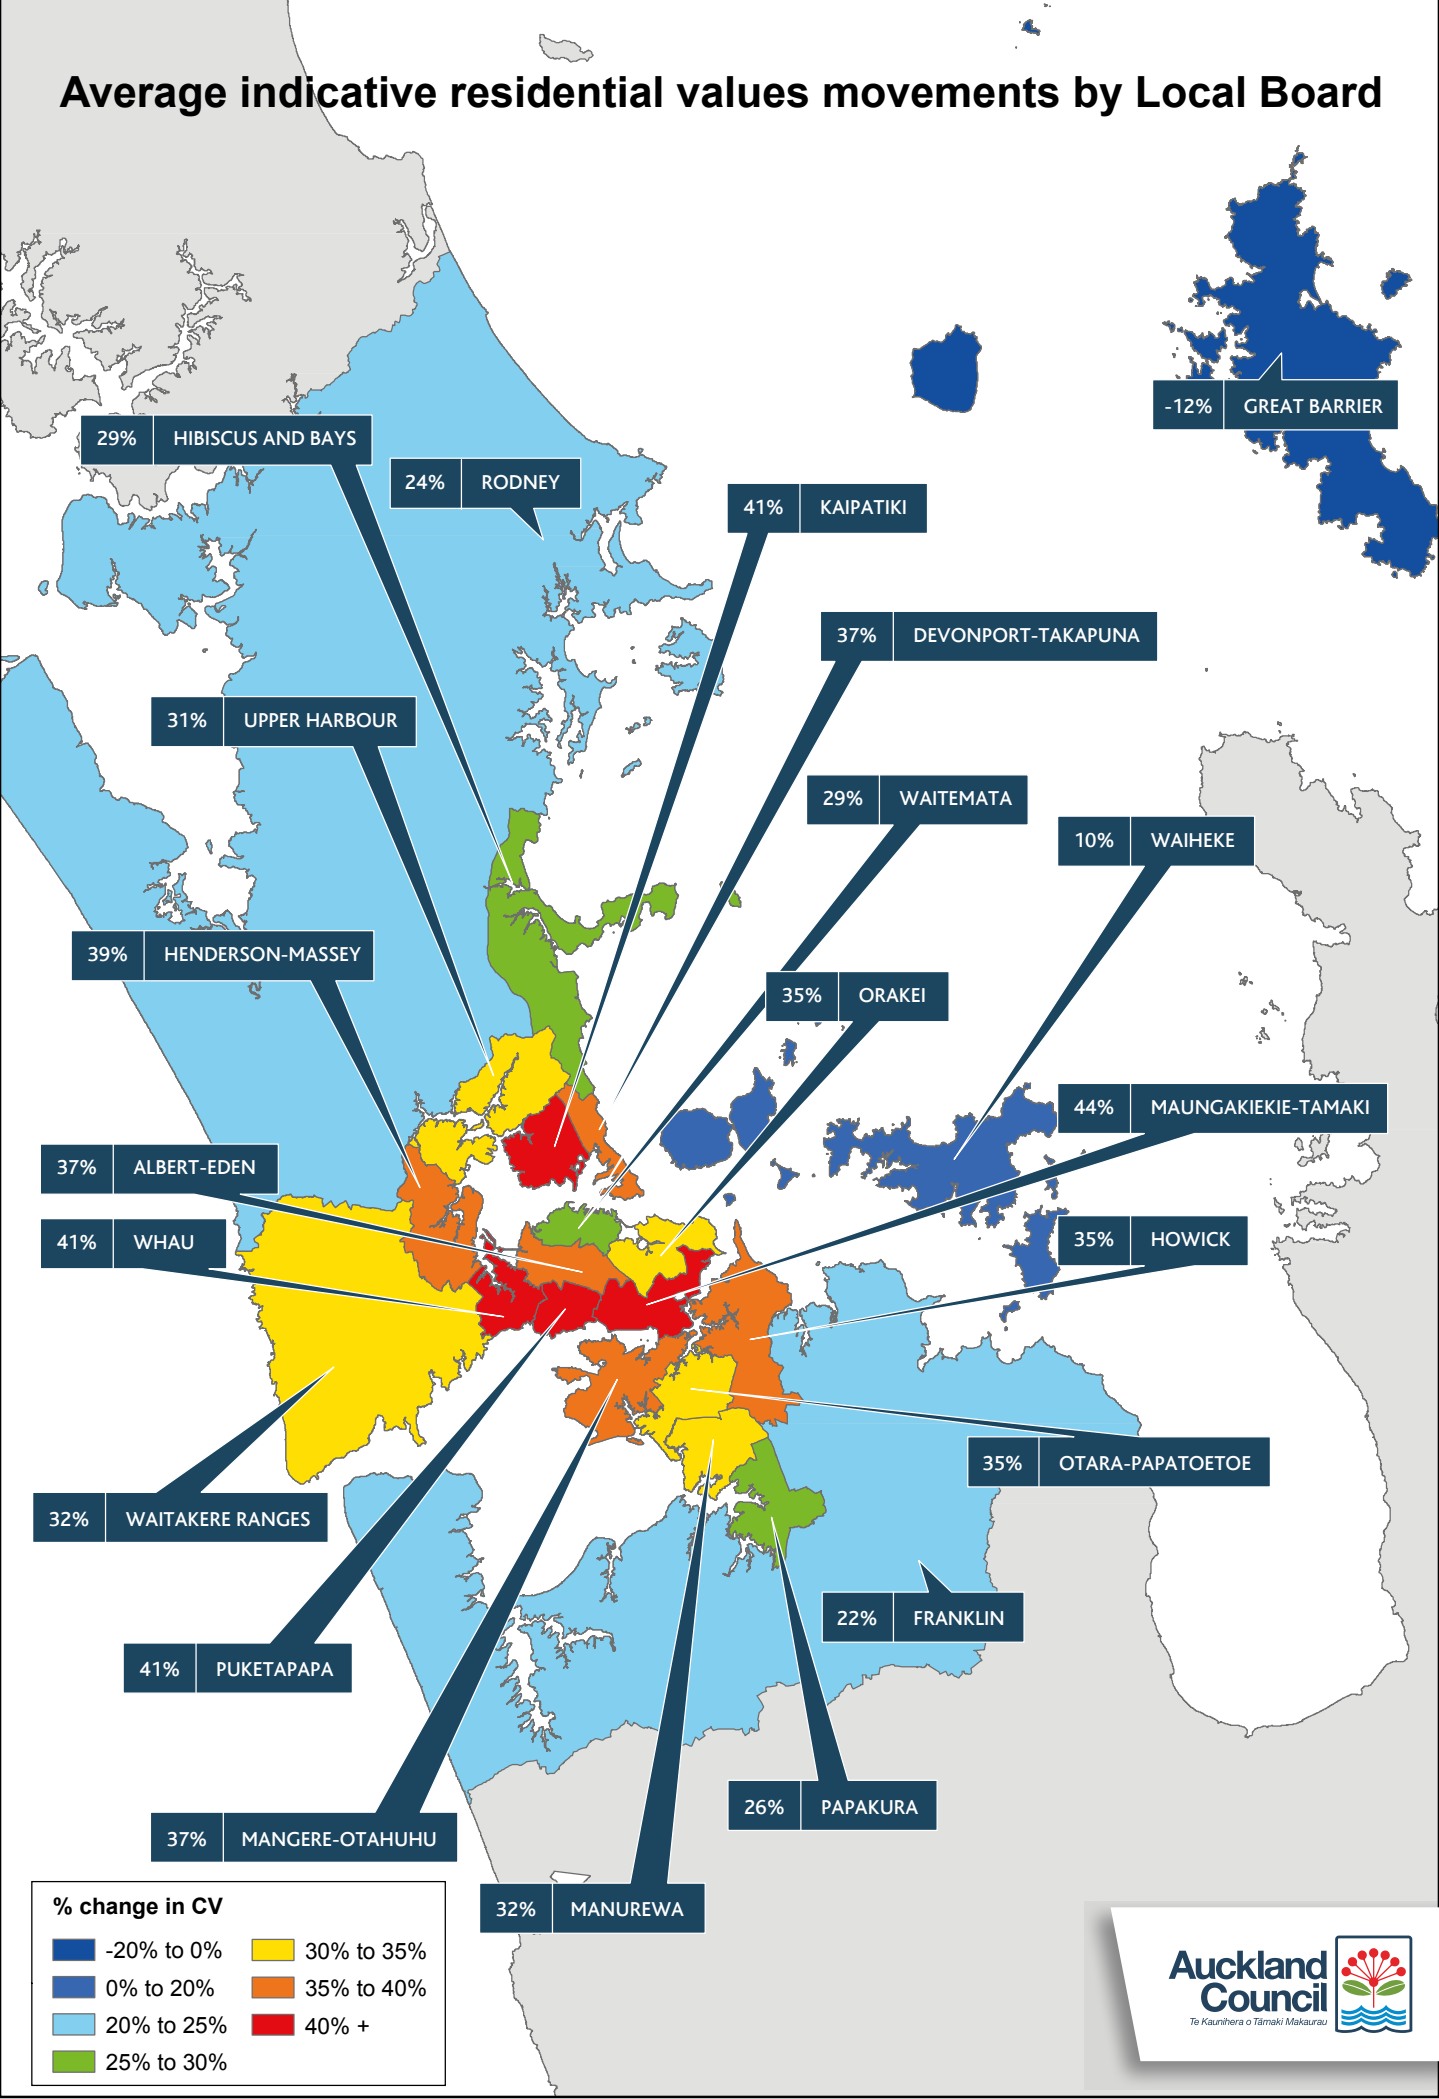 Average indicative residential values movements by Local Board
-12% GREAT BARRIER
29% HIBISCUS AND BAYS
24% RODNEY
41% KAIPATIKI
37% DEVONPORT-TAKAPUNA
31% UPPER HARBOUR
29% WAITEMATA
10% WAIHEKE
39% HENDERSON-MASSEY
35% ORAKEI
44% MAUNGAKIEKIE-TAMAKI
37% ALBERT-EDEN
41% WHAU
35% HOWICK
35% OTARA-PAPATOETOE
32% WAITAKERE RANGES
22% FRANKLIN
41% PUKETAPAPA
26% PAPAKURA
37% MANGERE-OTAHUHU
32% MANUREWA
% change in CV
-20% to 0%
0% to 20%
20% to 25%
25% to 30%
30% to 35%
35% to 40%
40% +
Auckland
Council
Te Kaunihera o Tāmaki Makaurau